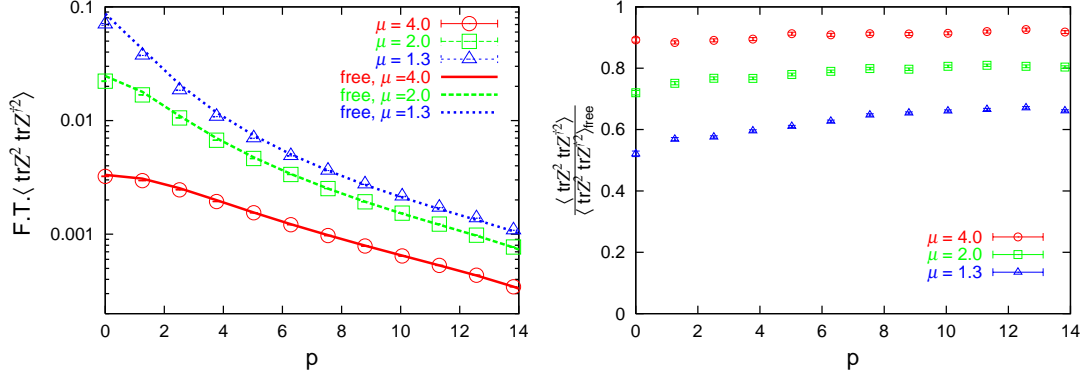 F.T.⟨ trZ² trZ†² ⟩
0.1
0.01
0.001
0 2 4 6 8 10 12 14
p
μ = 4.0
μ = 2.0
μ = 1.3
free, μ =4.0
free, μ =2.0
free, μ =1.3
⟨ trZ² trZ†² ⟩
⟨ trZ² trZ†² ⟩free
1
0.8
0.6
0.4
0.2
0
0 2 4 6 8 10 12 14
p
μ = 4.0
μ = 2.0
μ = 1.3